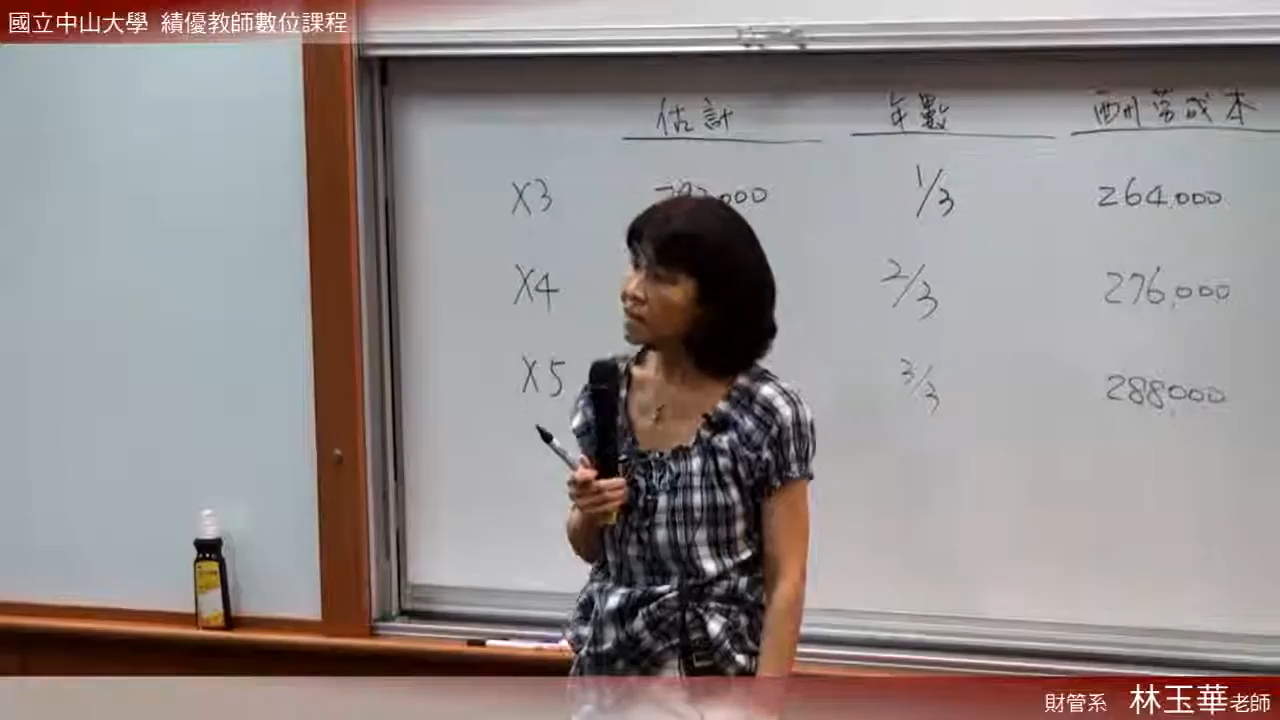 國立中山大學 績優教師數位課程
估計 年數 酬勞成本
X3 792,000 1/3 264,000
X4 2/3 276,000
X5 3/3 288,000
財管系 林玉華老師